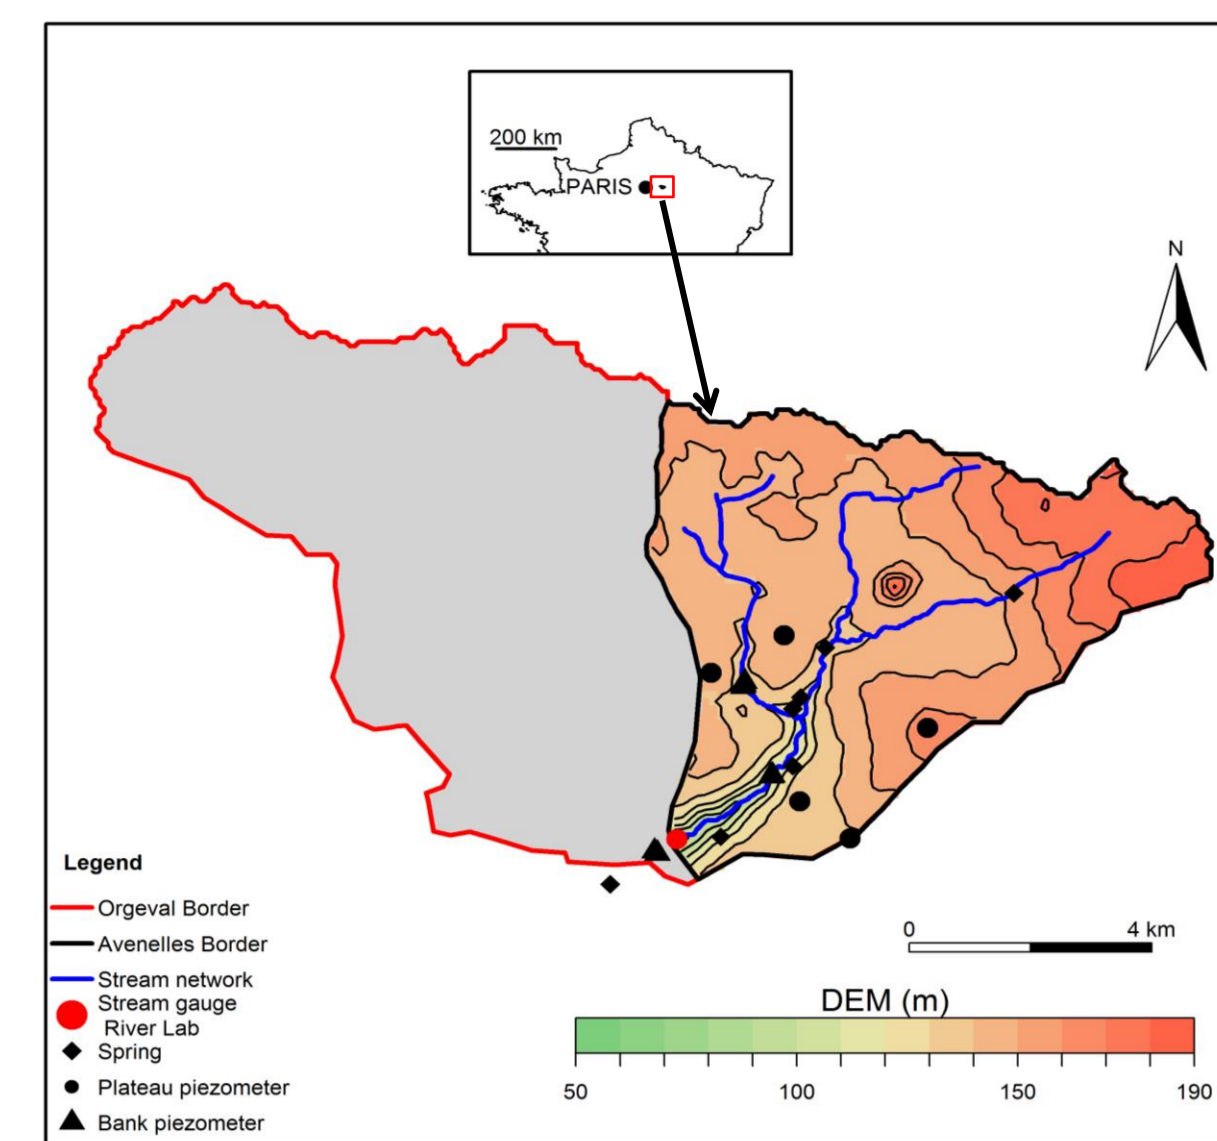 200 km
PARIS
N
Legend
Orgeval Border
Avenelles Border
Stream network
Stream gauge
River Lab
Spring
Plateau piezometer
Bank piezometer
0 4 km
DEM (m)
50 100 150 190